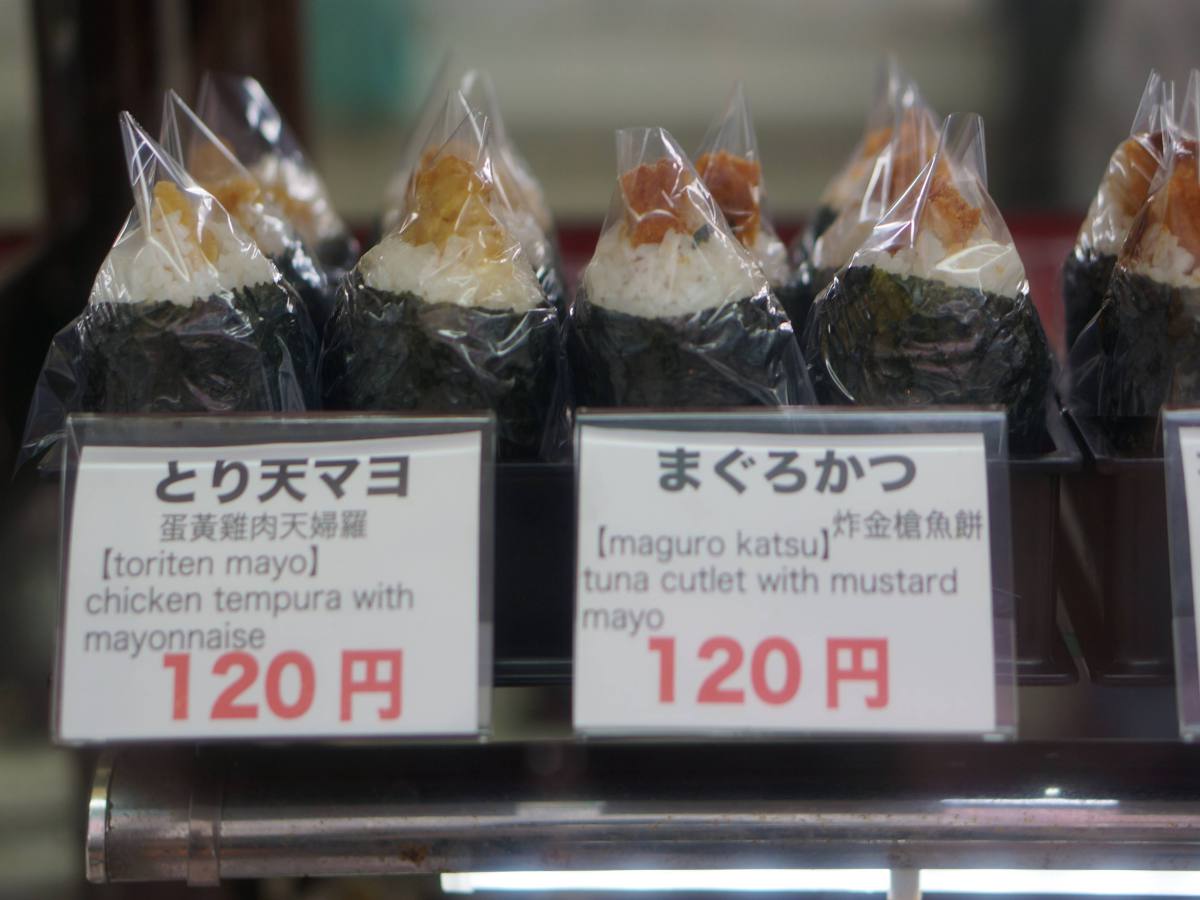 とり天マヨ
蛋黃雞肉天婦羅
【toriten mayo】
chicken tempura with
mayonnaise
120円
まぐろかつ
炸金槍魚餅
【maguro katsu】
tuna cutlet with mustard
mayo
120円